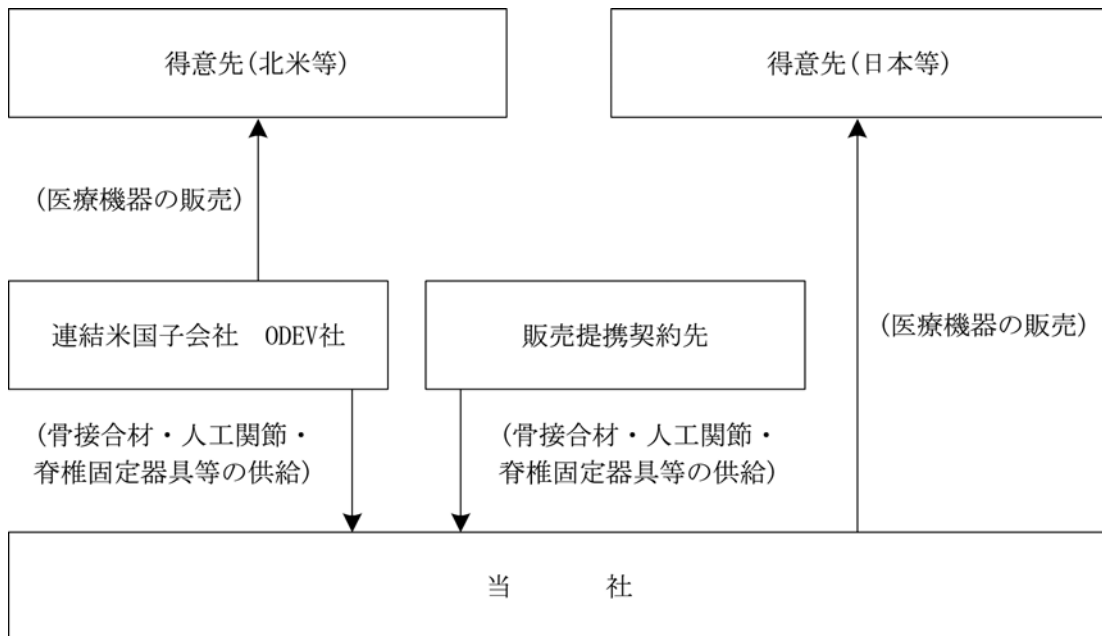 得意先(北米等)
得意先(日本等)
(医療機器の販売)
連結米国子会社　ODEV社
販売提携契約先
(医療機器の販売)
(骨接合材・人工関節・
脊椎固定器具等の供給)
(骨接合材・人工関節・
脊椎固定器具等の供給)
当　　　社